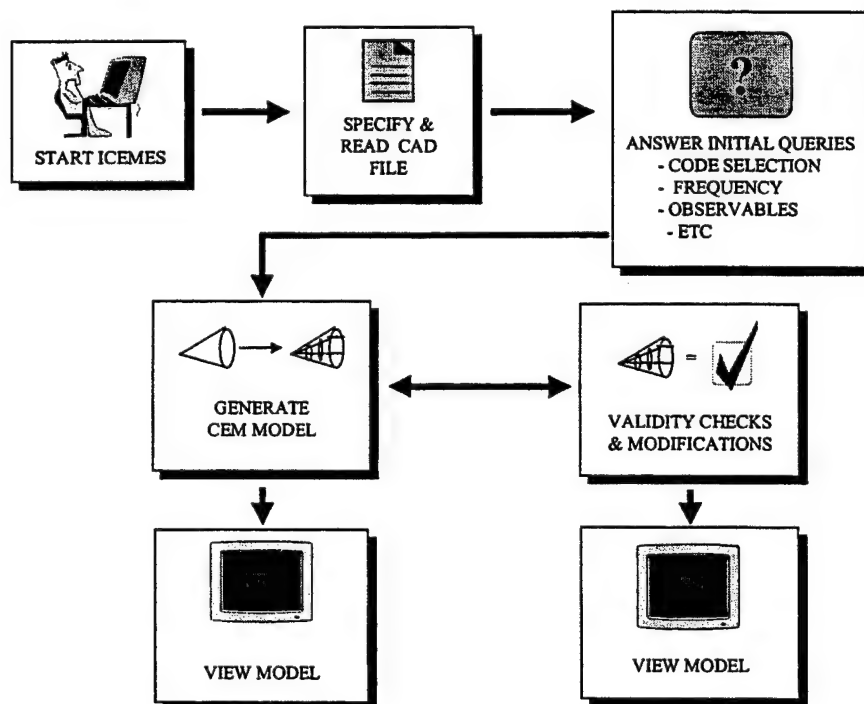 START ICEMES
SPECIFY &
READ CAD
FILE
?
ANSWER INITIAL QUERIES
- CODE SELECTION
- FREQUENCY
- OBSERVABLES
- ETC
GENERATE
CEM MODEL
=
VALIDITY CHECKS
& MODIFICATIONS
VIEW MODEL
VIEW MODEL